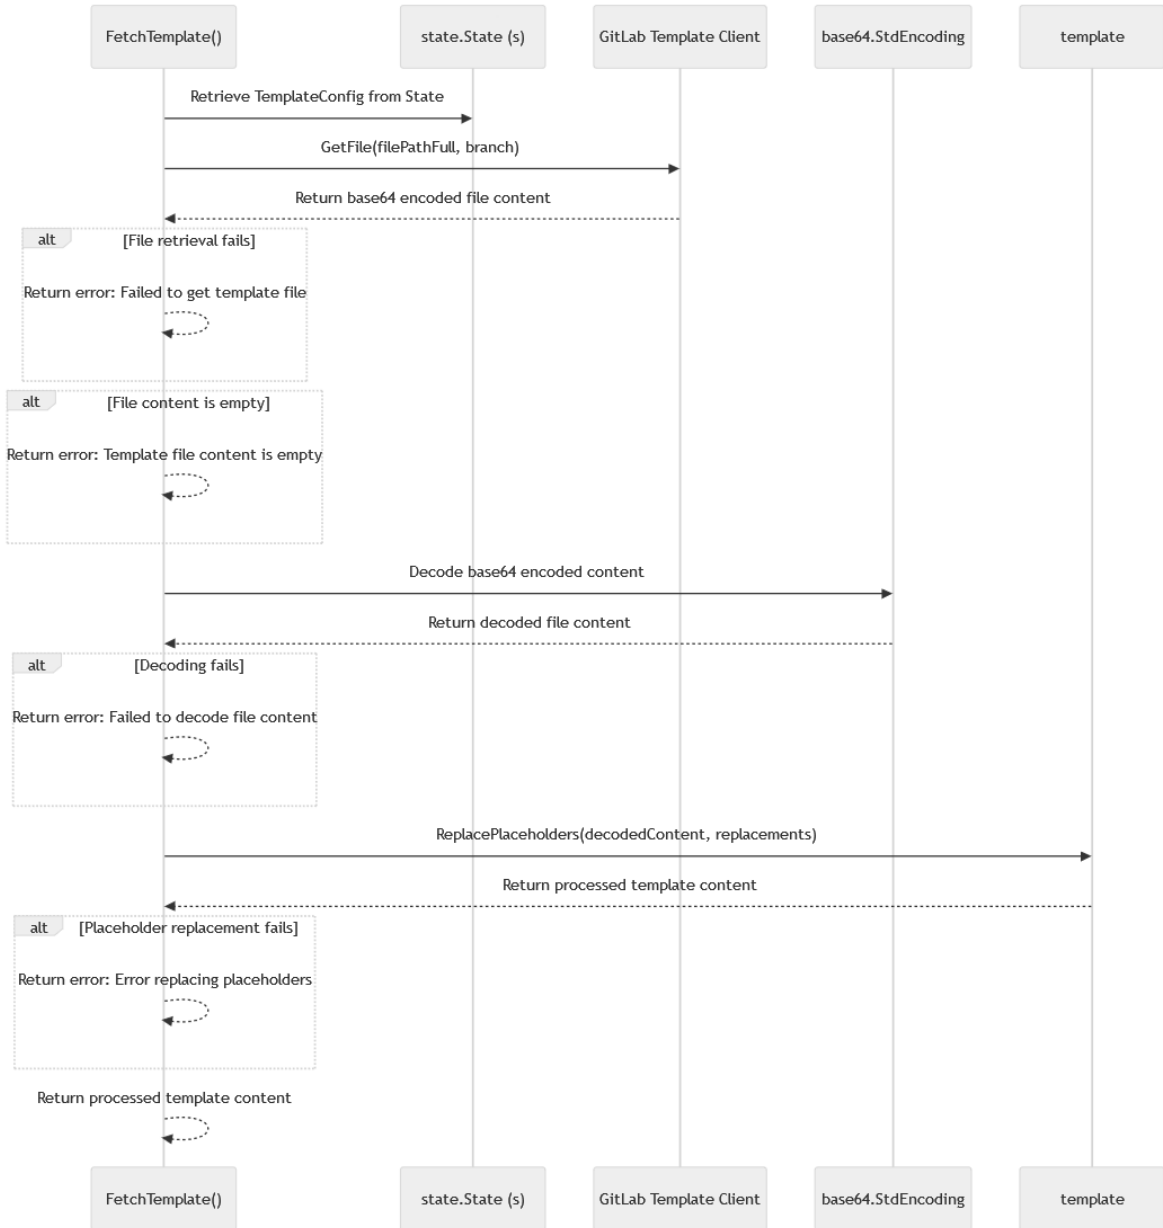 FetchTemplate()
state.State (s)
GitLab Template Client
base64.StdEncoding
template
Retrieve TemplateConfig from State
GetFile(filePathFull, branch)
Return base64 encoded file content
alt
[File retrieval fails]
Return error: Failed to get template file
alt
[File content is empty]
Return error: Template file content is empty
Decode base64 encoded content
Return decoded file content
alt
[Decoding fails]
Return error: Failed to decode file content
ReplacePlaceholders(decodedContent, replacements)
Return processed template content
alt
[Placeholder replacement fails]
Return error: Error replacing placeholders
Return processed template content
FetchTemplate()
state.State (s)
GitLab Template Client
base64.StdEncoding
template